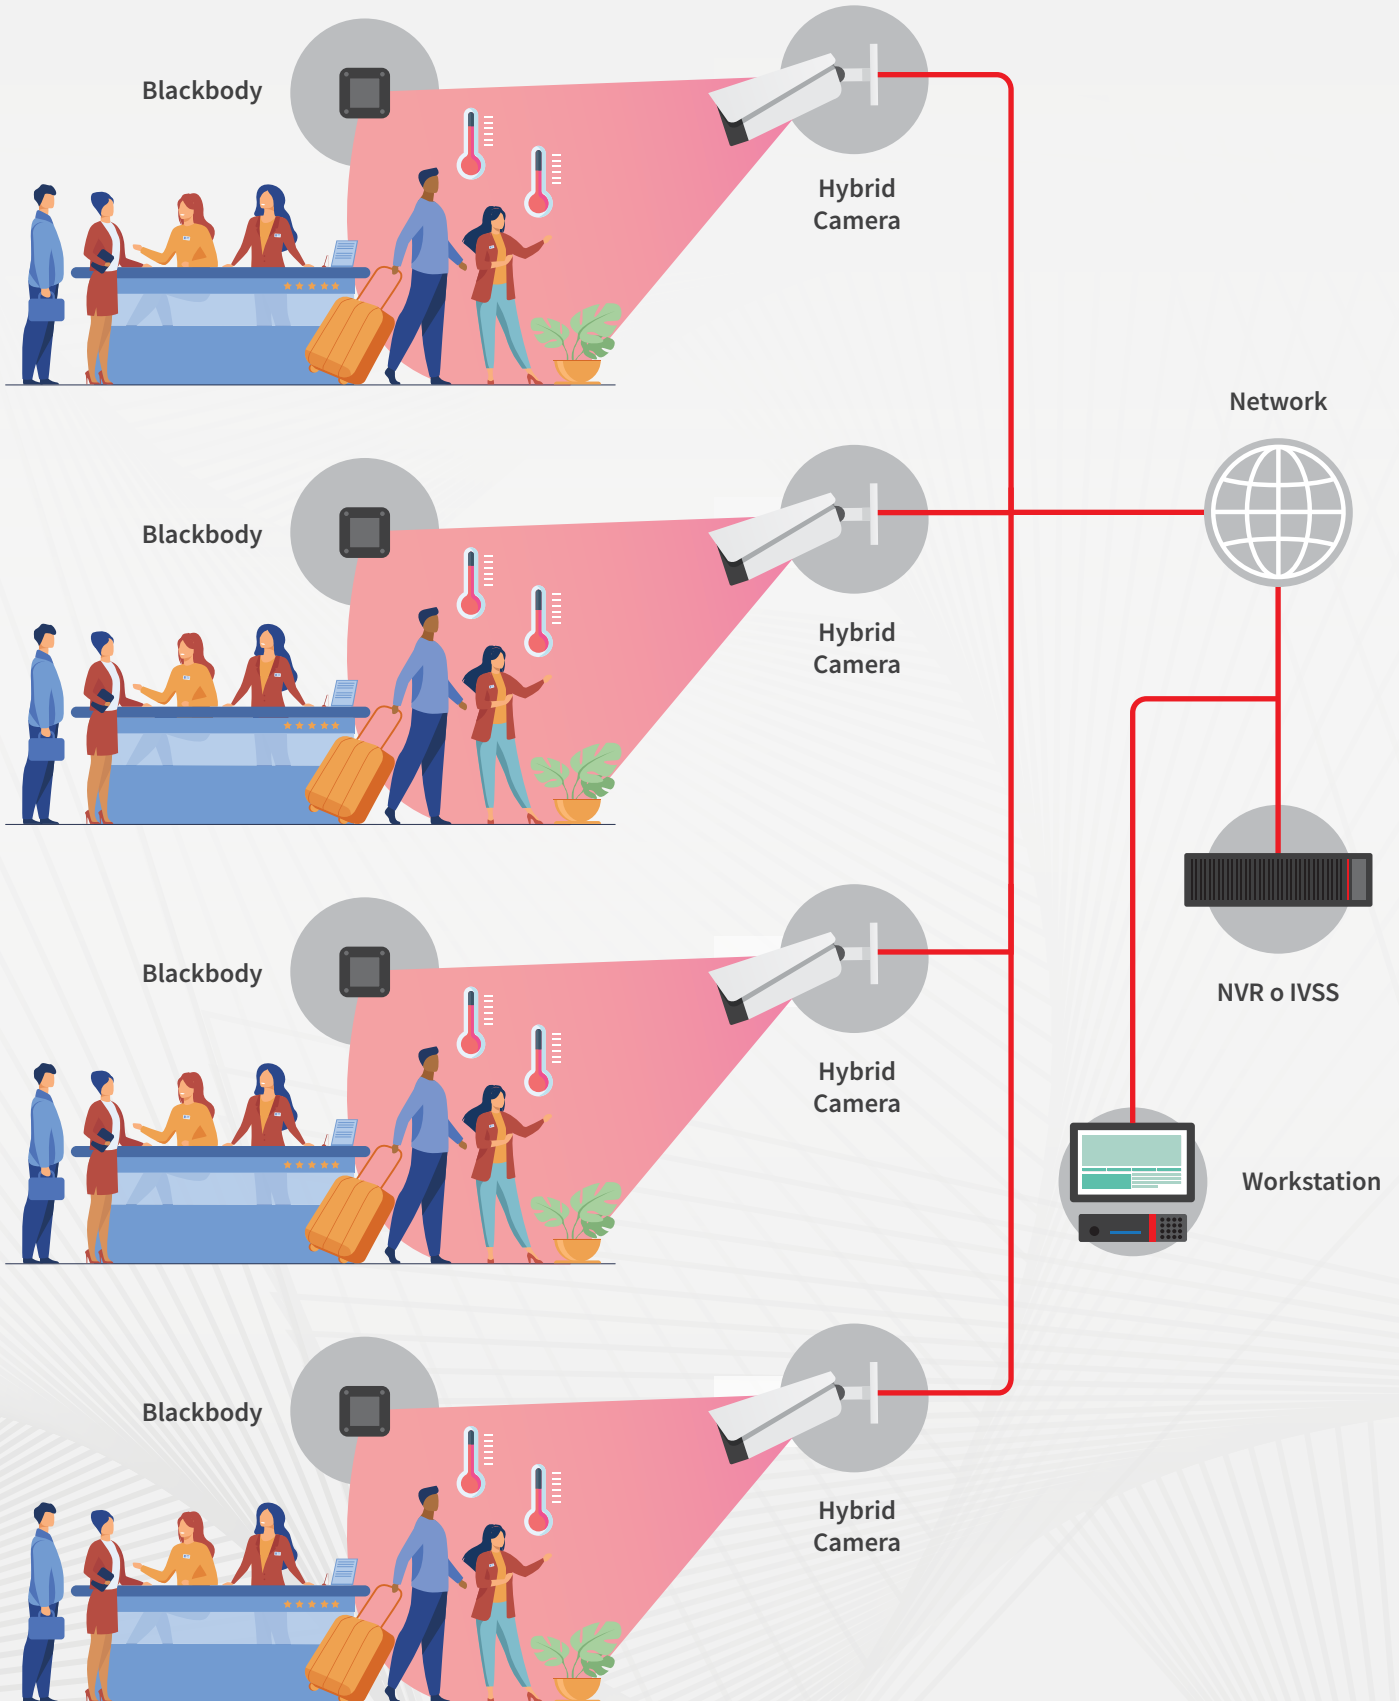 Blackbody
Hybrid
Camera
Network
Blackbody
Hybrid
Camera
Blackbody
NVR o IVSS
Hybrid
Camera
Workstation
Blackbody
Hybrid
Camera